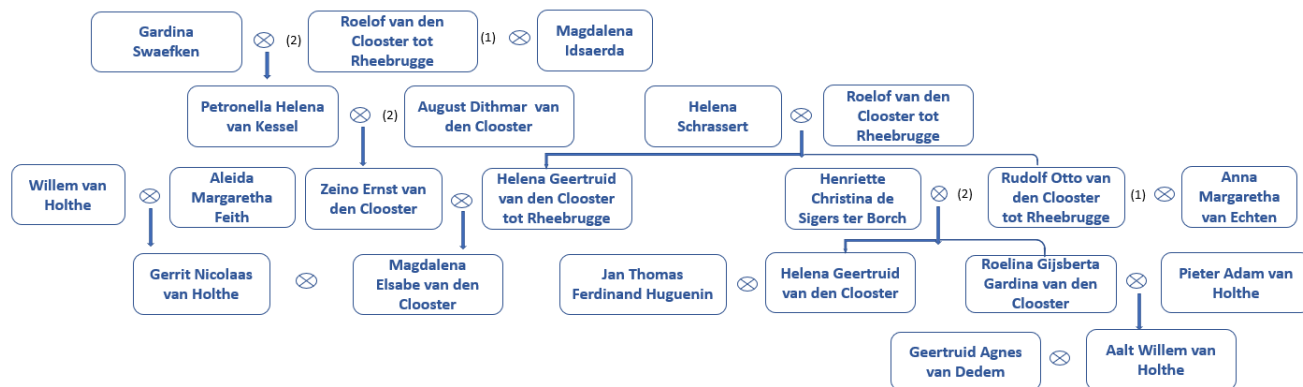 Gardina
Swaefken
(2)
Roelof van den
Clooster tot
Rheebrugge
(1)
Magdalena
Idsaerda
Petronella Helena
van Kessel
(2)
August Dithmar van
den Clooster
Helena
Schrassert
Roelof van den
Clooster tot
Rheebrugge
Willem van
Holthe
Aleida
Margaretha
Feith
Zeino Ernst van
den Clooster
Helena Geertruid
van den Clooster
tot Rheebrugge
Henriette
Christina de
Sigers ter Borch
(2)
Rudolf Otto van
den Clooster
tot Rheebrugge
(1)
Anna
Margaretha
van Echten
Gerrit Nicolaas
van Holthe
Magdalena
Elsabe van den
Clooster
Jan Thomas
Ferdinand Huguenin
Helena Geertruid
van den Clooster
Roelina Gijsberta
Gardina van den
Clooster
Pieter Adam van
Holthe
Geertruid Agnes
van Dedem
Aalt Willem van
Holthe